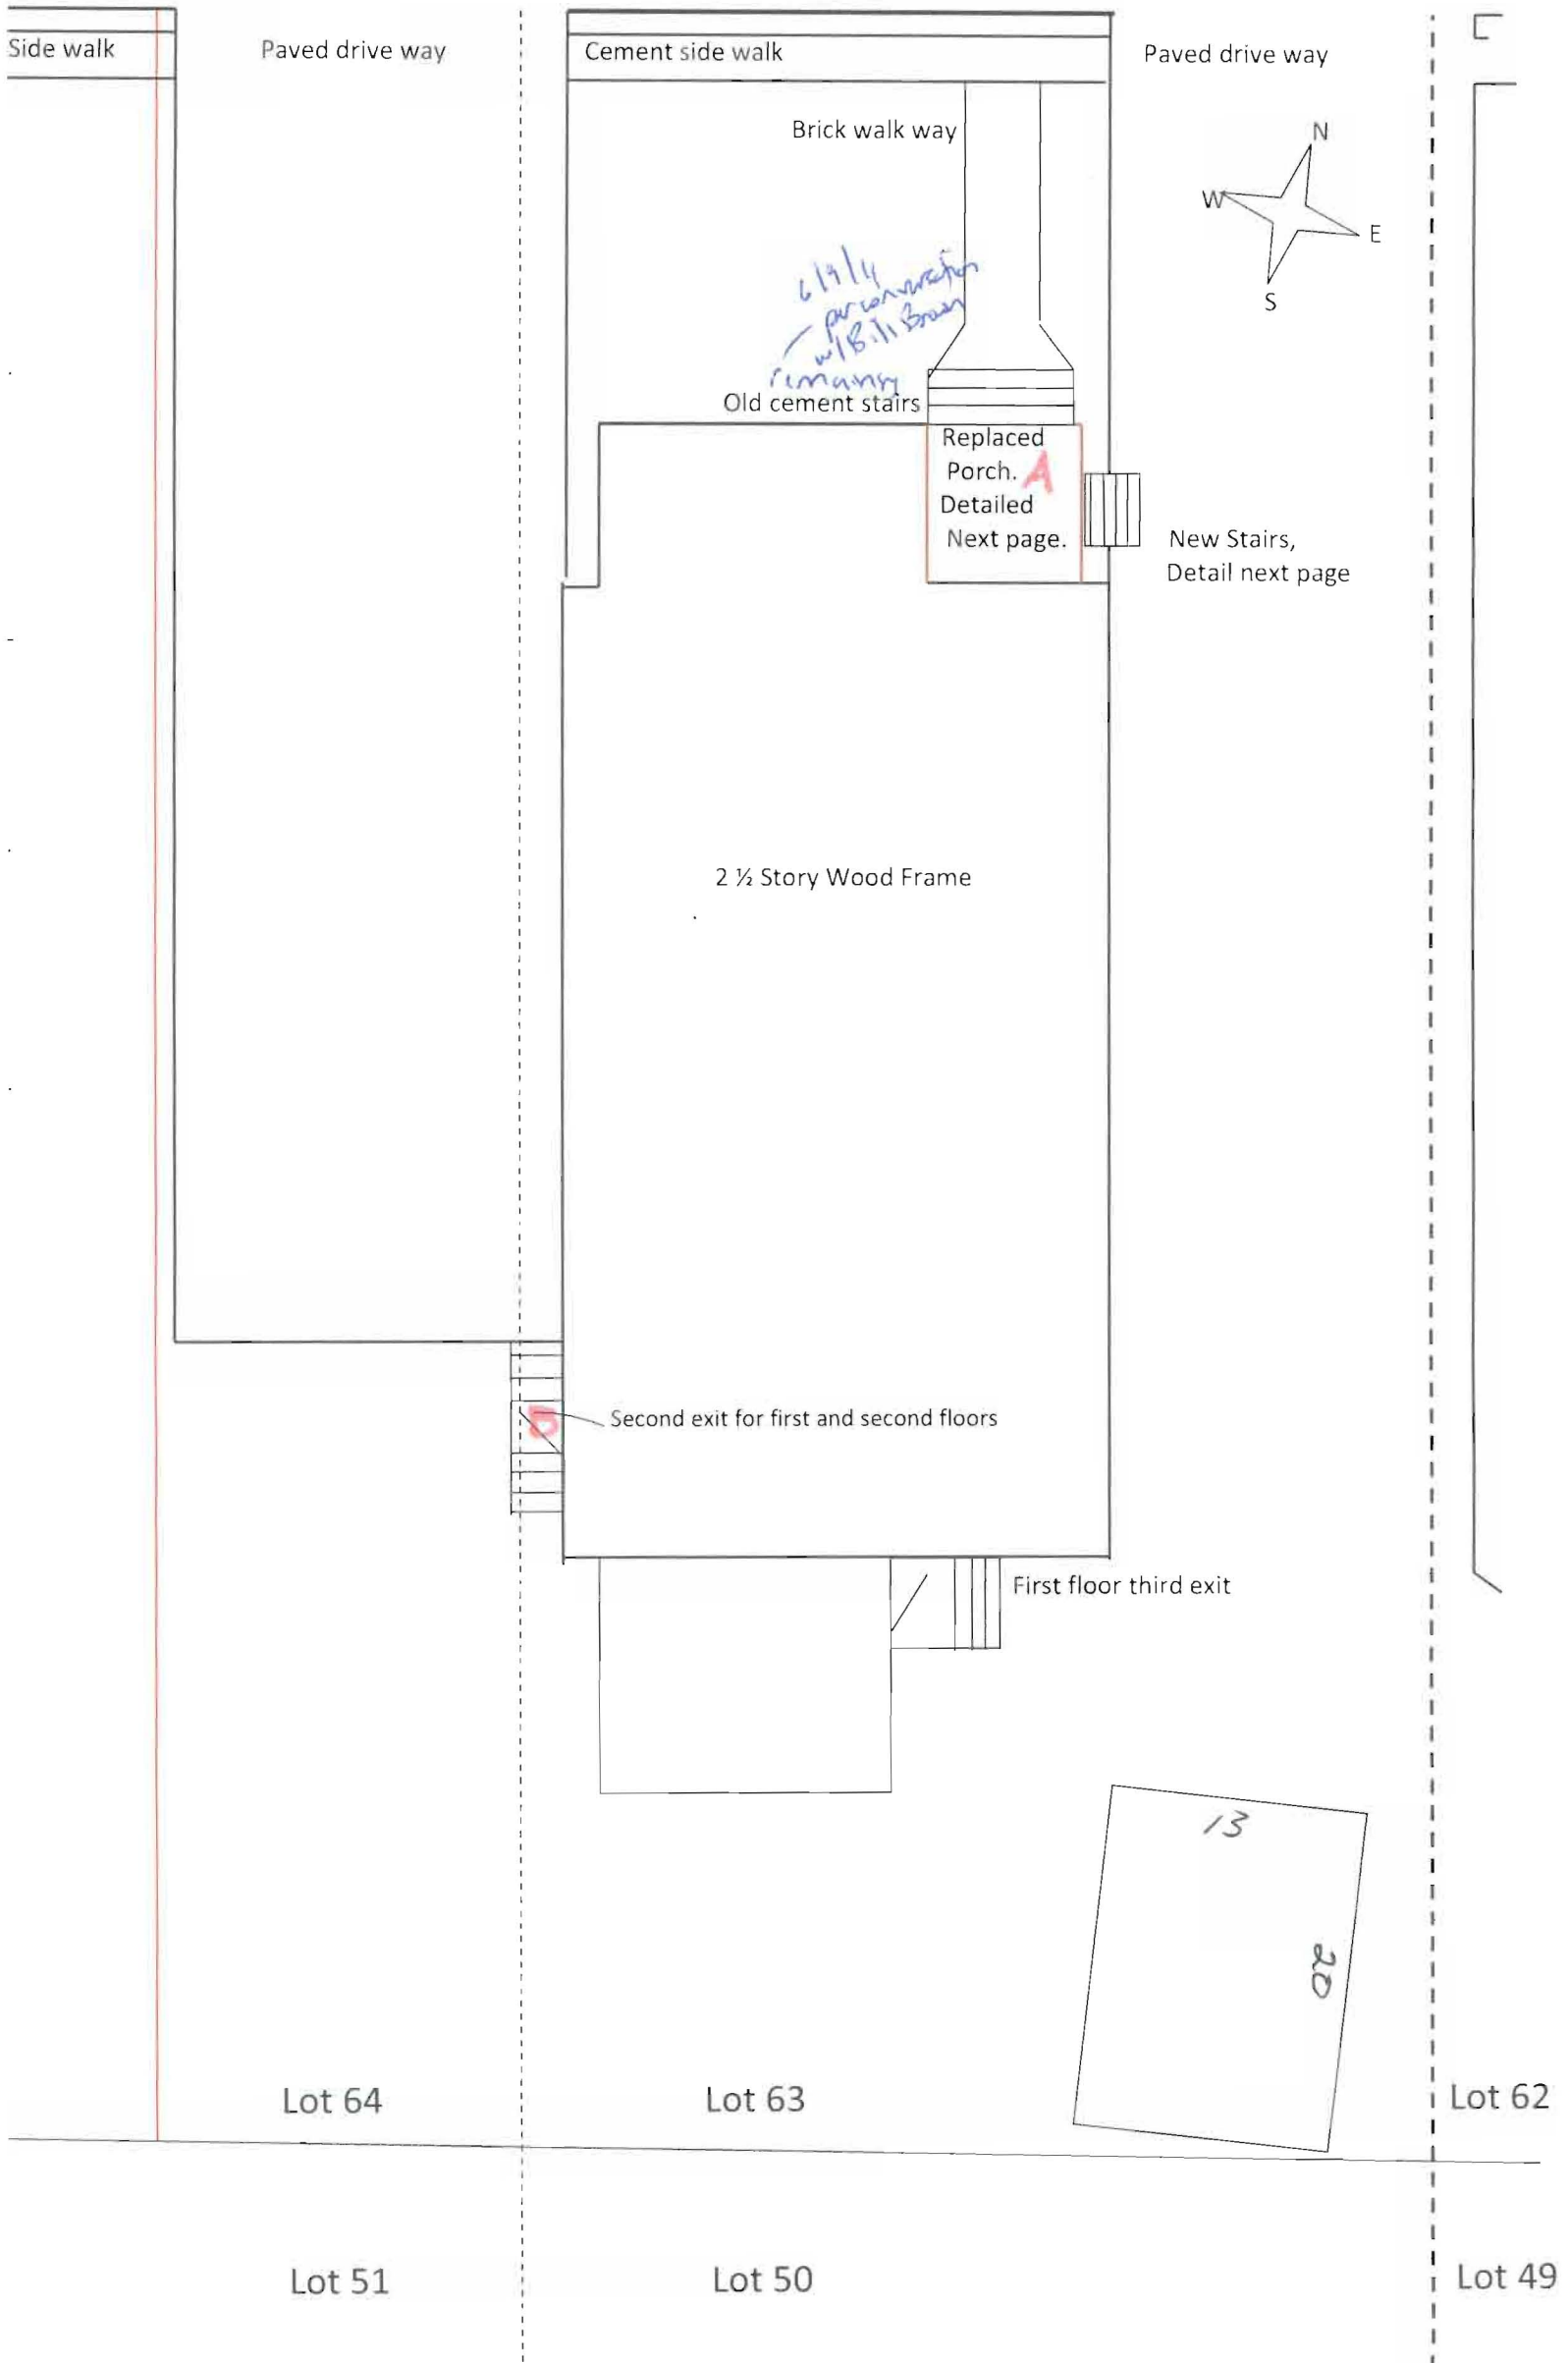 Side walk
Paved drive way
Cement side walk
Paved drive way
Brick walk way
N
W
E
S
6/9/11
per conversation
w/ Bill Brown
remaining
Old cement stairs
Replaced
Porch. A
Detailed
Next page.
New Stairs,
Detail next page
2 ½ Story Wood Frame
B
Second exit for first and second floors
First floor third exit
13
20
Lot 64
Lot 63
Lot 62
Lot 51
Lot 50
Lot 49